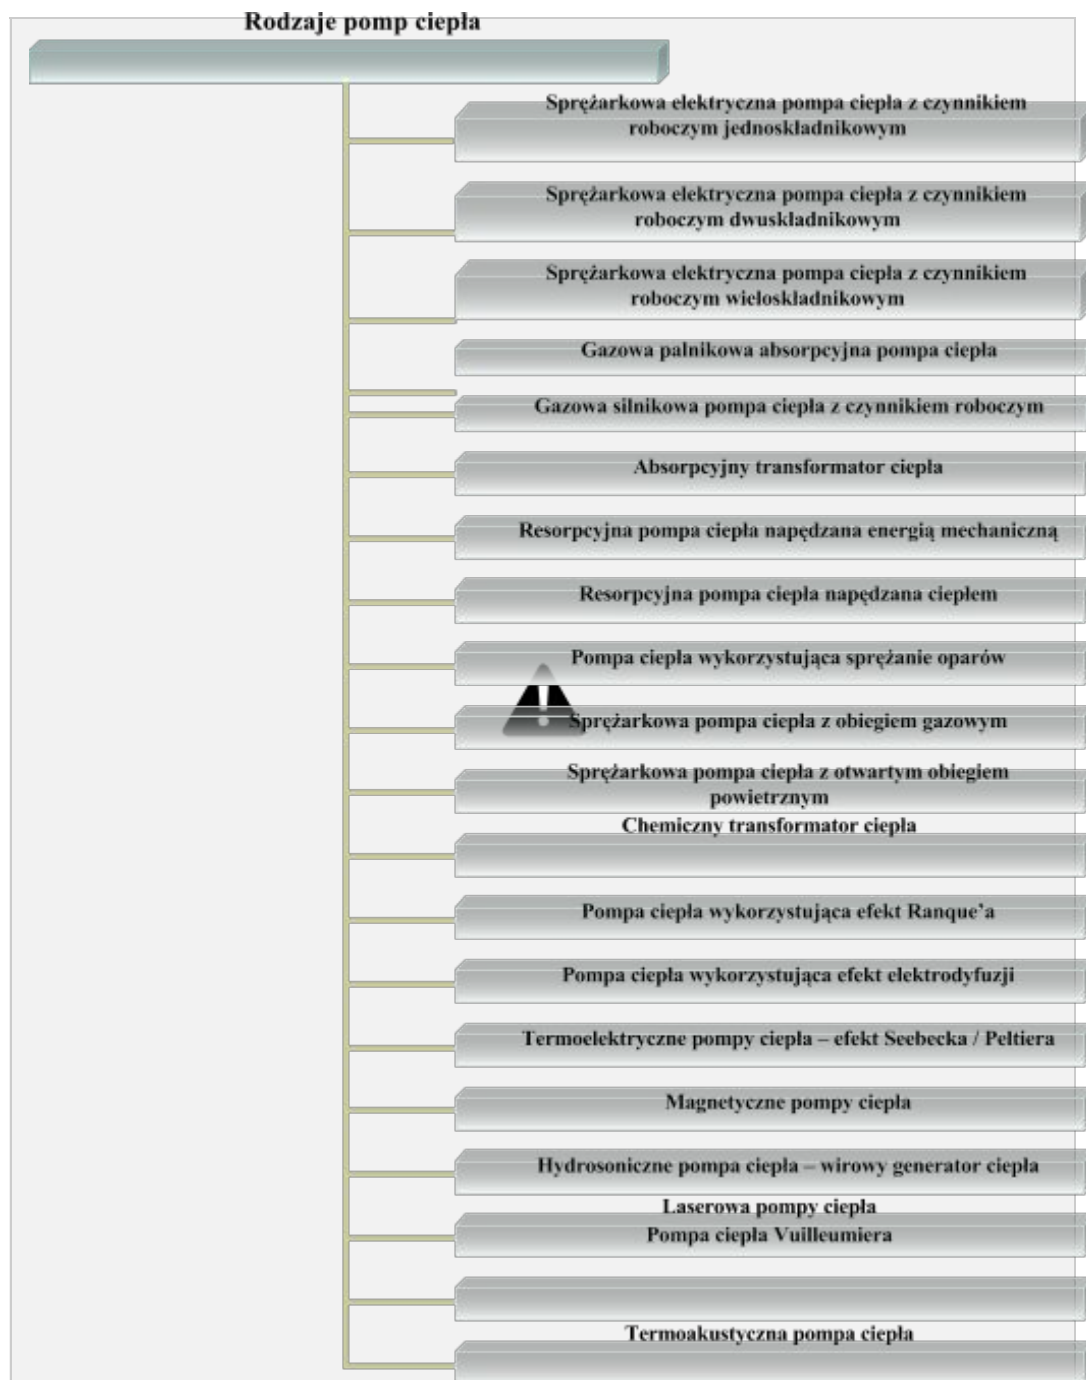 Rodzaje pomp ciepła
Sprężarkowa elektryczna pompa ciepła z czynnikiem
roboczym jednoskładnikowym
Sprężarkowa elektryczna pompa ciepła z czynnikiem
roboczym dwuskładnikowym
Sprężarkowa elektryczna pompa ciepła z czynnikiem
roboczym wieloskładnikowym
Gazowa palnikowa absorpcyjna pompa ciepła
Gazowa silnikowa pompa ciepła z czynnikiem roboczym
Absorpcyjny transformator ciepła
Resorpcyjna pompa ciepła napędzana energią mechaniczną
Resorpcyjna pompa ciepła napędzana ciepłem
Pompa ciepła wykorzystująca sprężanie oparów
Sprężarkowa pompa ciepła z obiegiem gazowym
Sprężarkowa pompa ciepła z otwartym obiegiem
powietrznym
Chemiczny transformator ciepła
Pompa ciepła wykorzystująca efekt Ranque’a
Pompa ciepła wykorzystująca efekt elektrodyfuzji
Termoelektryczne pompy ciepła – efekt Seebecka / Peltiera
Magnetyczne pompy ciepła
Hydrosoniczne pompa ciepła – wirowy generator ciepła
Laserowa pompy ciepła
Pompa ciepła Vuilleumiera
Termoakustyczna pompa ciepła